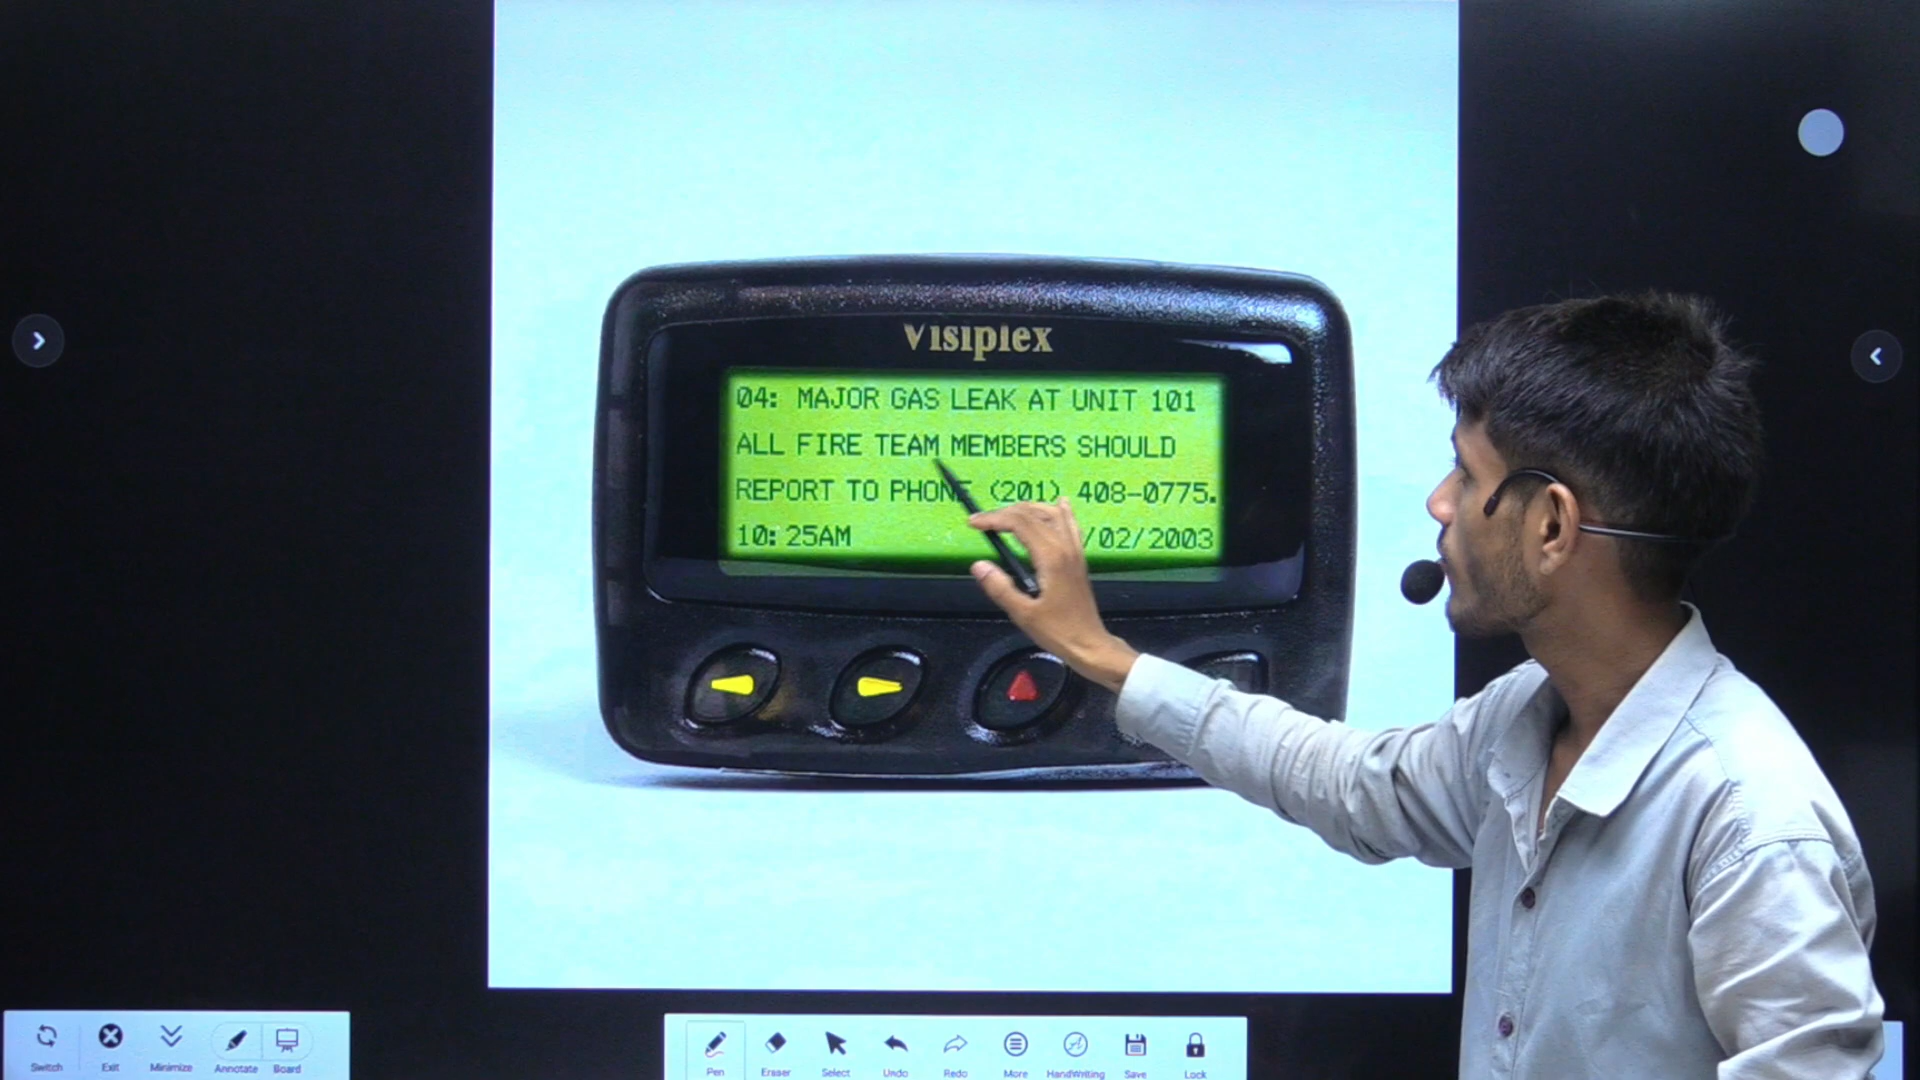 Visiplex
04: MAJOR GAS LEAK AT UNIT 101
ALL FIRE TEAM MEMBERS SHOULD
REPORT TO PHONE (201) 408-0775.
10:25AM /02/2003
Switch Exit Minimize Annotate Board
Pen Eraser Select Undo Redo More HandWriting Save Lock